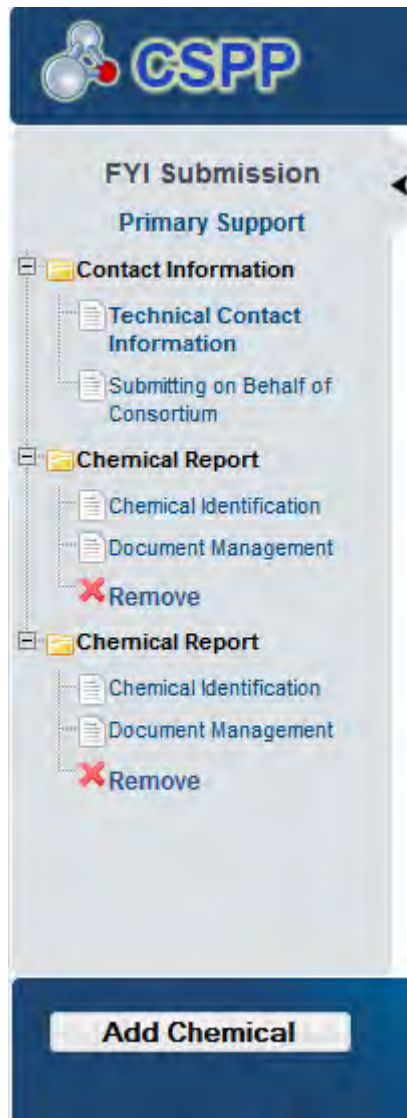 CSPP
FYI Submission
Primary Support
Contact Information
Technical Contact
Information
Submitting on Behalf of
Consortium
Chemical Report
Chemical Identification
Document Management
Remove
Chemical Report
Chemical Identification
Document Management
Remove
Add Chemical